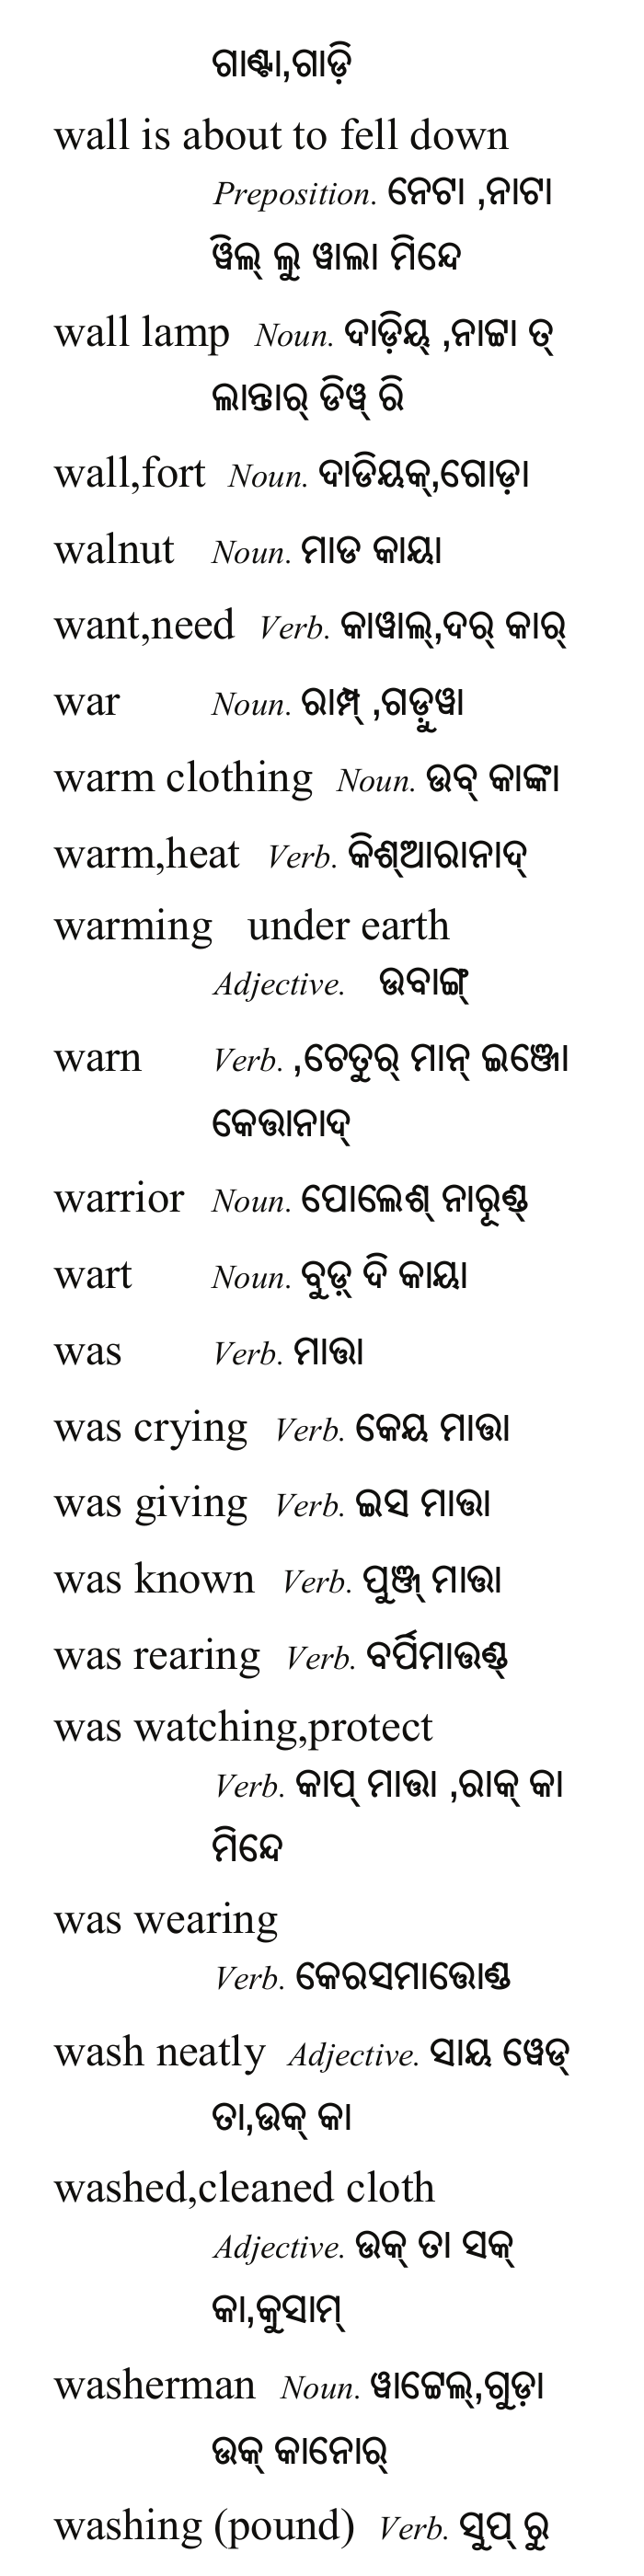 ଗାଣ୍ଟା,ଗାଡ଼ି
wall is about to fell down
Preposition. ନେଟା ,ନାଟା
ୱିଲ୍ ଲୁ ୱାଲା ମିନ୍ଦେ
wall lamp Noun. ଦାଡ଼ିୟ୍ ,ନାଟ୍ଟା ତ୍
ଲାନ୍ତାର୍ ଡିୱ୍ ରି
wall,fort Noun. ଦାଡିୟକ୍,ଗୋଡ଼ା
walnut Noun. ମାଡ କାୟା
want,need Verb. କାୱାଲ୍,ଦର୍ କାର୍
war Noun. ରାମ୍ପ୍ ,ଗଡ଼ୁୱା
warm clothing Noun. ଉବ୍ କାଙ୍କା
warm,heat Verb. କିଶ୍ଆରାନାଦ୍
warming under earth
Adjective. ଉବାଙ୍ଗ୍
warn Verb. ,ଚେତୁର୍ ମାନ୍ ଇଞ୍ଜୋ
କେତ୍ତାନାଦ୍
warrior Noun. ପୋଲେଶ୍ ନାରୂଣ୍ଡ୍
wart Noun. ବୁଡ଼୍ ଦି କାୟା
was Verb. ମାତ୍ତା
was crying Verb. କେୟ ମାତ୍ତା
was giving Verb. ଇସ ମାତ୍ତା
was known Verb. ପୁଞ୍ଜ୍ ମାତ୍ତା
was rearing Verb. ବର୍ପିମାଉଣ୍ଡ୍
was watching,protect
Verb. କାପ୍ ମାତ୍ତା ,ରାକ୍ କା
ମିନ୍ଦେ
was wearing
Verb. କେରସମାତ୍ତୋଣ୍ଡ
wash neatly Adjective. ସାୟ ୱେଡ୍
ତା,ଉକ୍ କା
washed,cleaned cloth
Adjective. ଉକ୍ ତା ସକ୍
କା,କୁସାମ୍
washerman Noun. ୱାଟ୍ଟେଲ୍,ଗୁଡ଼ା
ଉକ୍ କାନୋର୍
washing (pound) Verb. ସୁପ୍ ରୁ